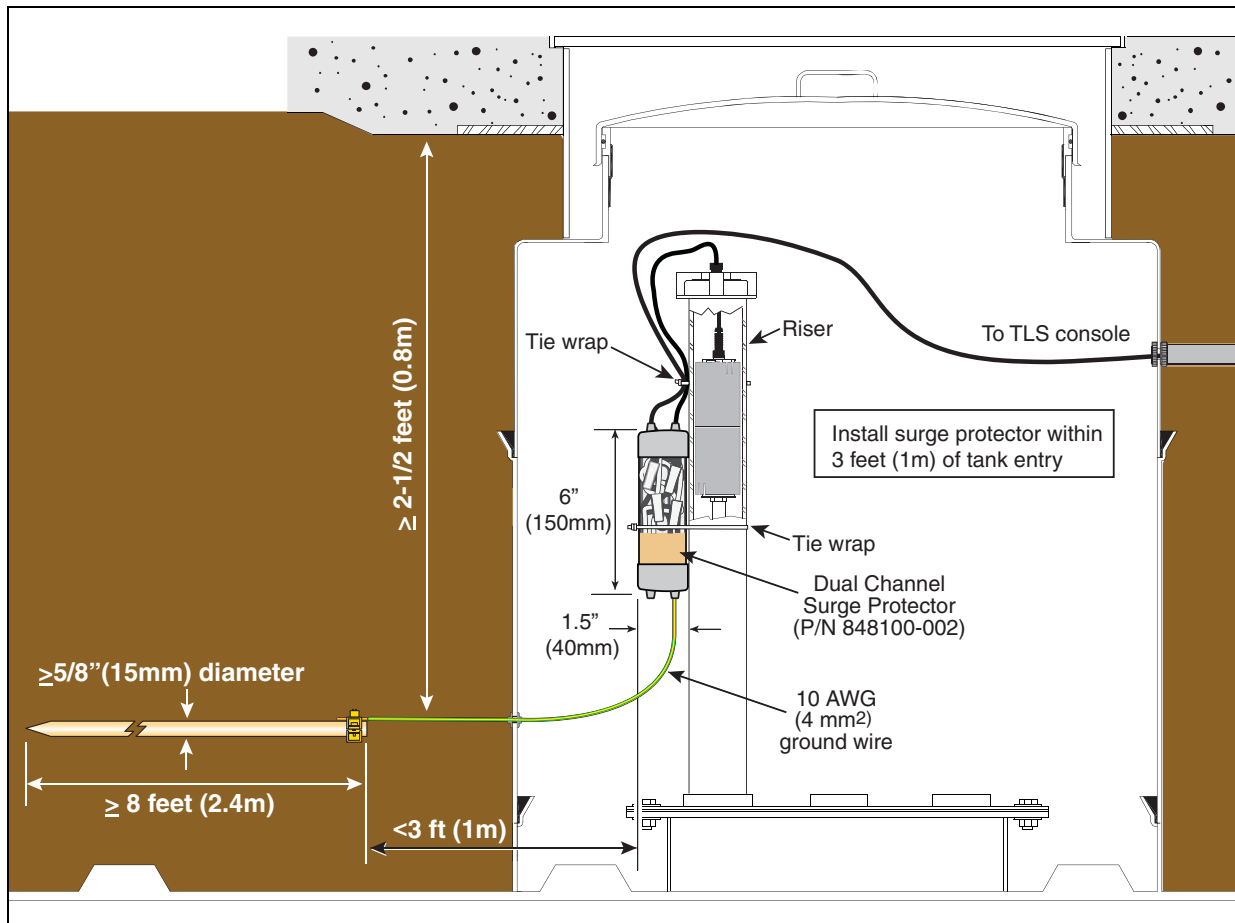 Tie wrap
Riser
To TLS console
≥ 2-1/2 feet (0.8m)
Install surge protector within
3 feet (1m) of tank entry
6”
(150mm)
Tie wrap
Dual Channel
Surge Protector
(P/N 848100-002)
1.5”
(40mm)
≥5/8”(15mm) diameter
10 AWG
(4 mm²)
ground wire
≥ 8 feet (2.4m)
<3 ft (1m)